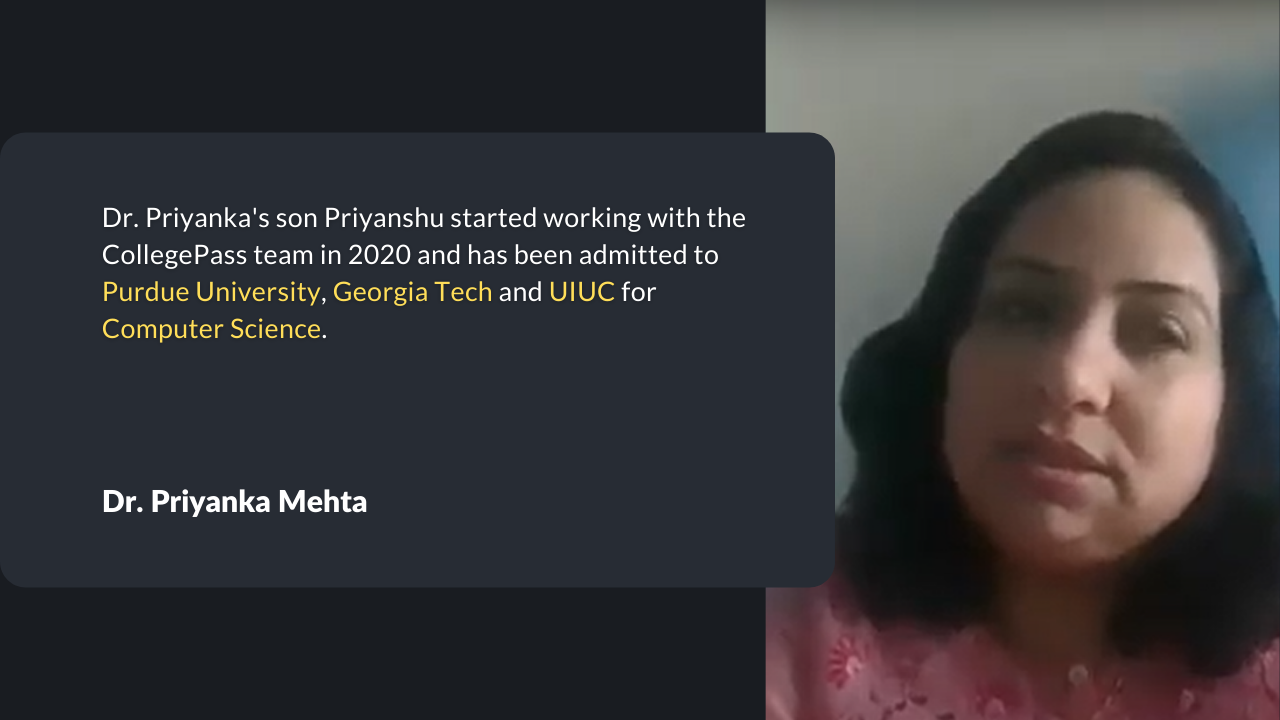 Dr. Priyanka's son Priyanshu started working with the
CollegePass team in 2020 and has been admitted to
Purdue University, Georgia Tech and UIUC for
Computer Science.
Dr. Priyanka Mehta